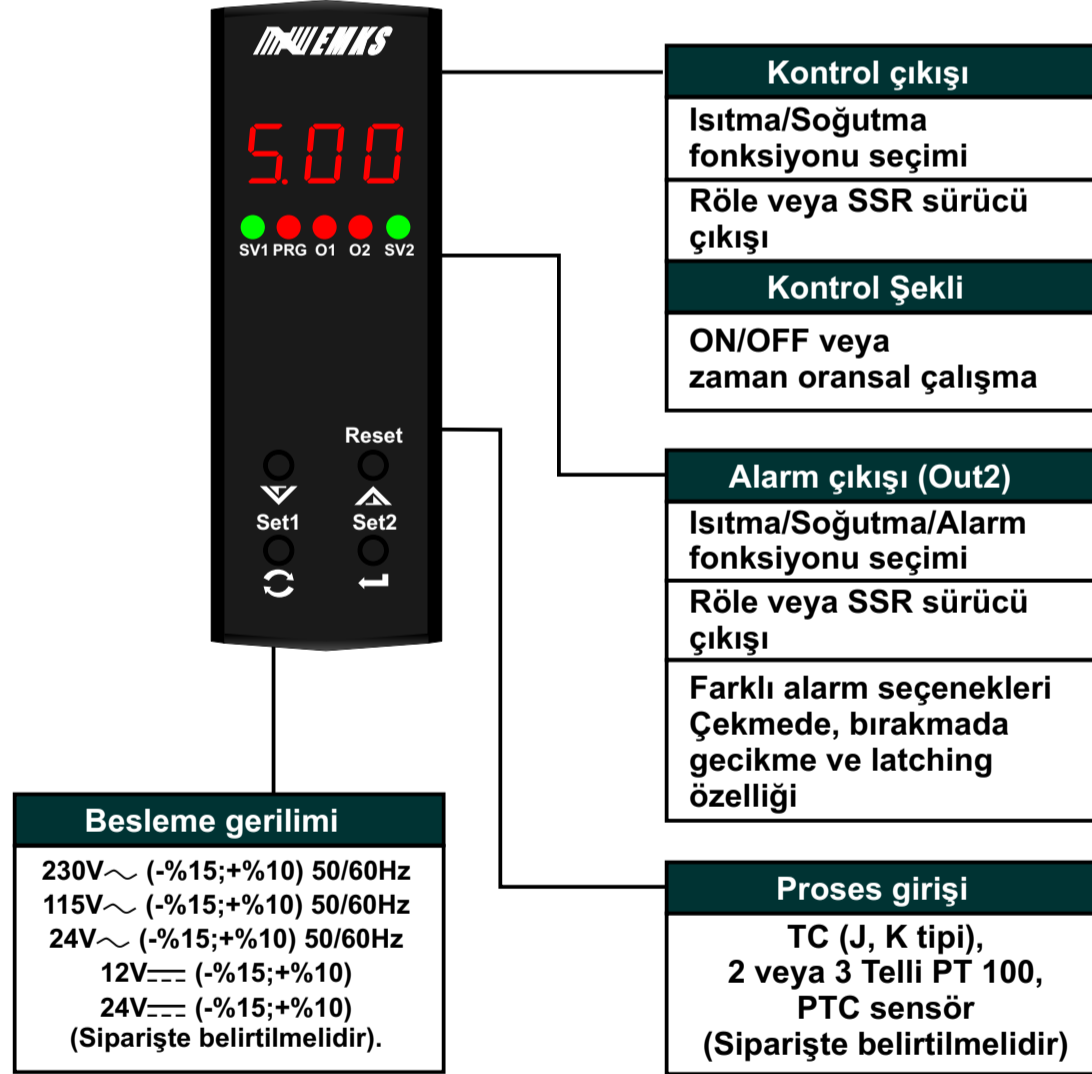 EMKS
5.00
SV1 PRG O1 O2 SV2
Reset
Set1 Set2
Kontrol çıkışı
Isıtma/Soğutma
fonksiyonu seçimi
Röle veya SSR sürücü
çıkışı
Kontrol Şekli
ON/OFF veya
zaman oransal çalışma
Alarm çıkışı (Out2)
Isıtma/Soğutma/Alarm
fonksiyonu seçimi
Röle veya SSR sürücü
çıkışı
Farklı alarm seçenekleri
Çekmede, bırakmada
gecikme ve latching
özelliği
Besleme gerilimi
230V～ (-%15;+%10) 50/60Hz
115V～ (-%15;+%10) 50/60Hz
24V～ (-%15;+%10) 50/60Hz
12V⎓ (-%15;+%10)
24V⎓ (-%15;+%10)
(Siparişte belirtilmelidir).
Proses girişi
TC (J, K tipi),
2 veya 3 Telli PT 100,
PTC sensör
(Siparişte belirtilmelidir)